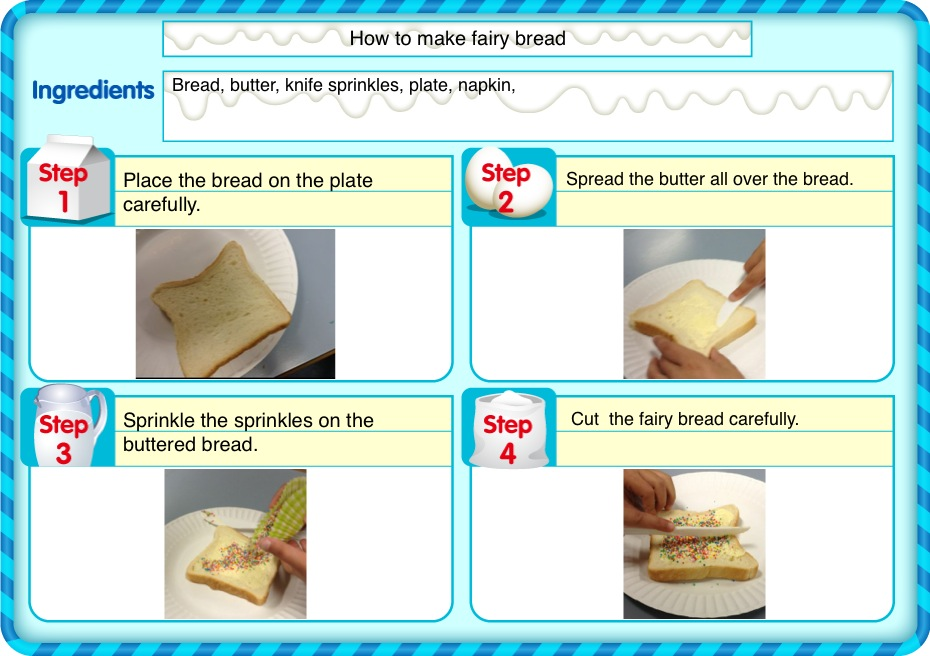 How to make fairy bread
Ingredients
Bread, butter, knife sprinkles, plate, napkin,
Step
1
Place the bread on the plate
carefully.
Step
2
Spread the butter all over the bread.
Step
3
Sprinkle the sprinkles on the
buttered bread.
Step
4
Cut  the fairy bread carefully.